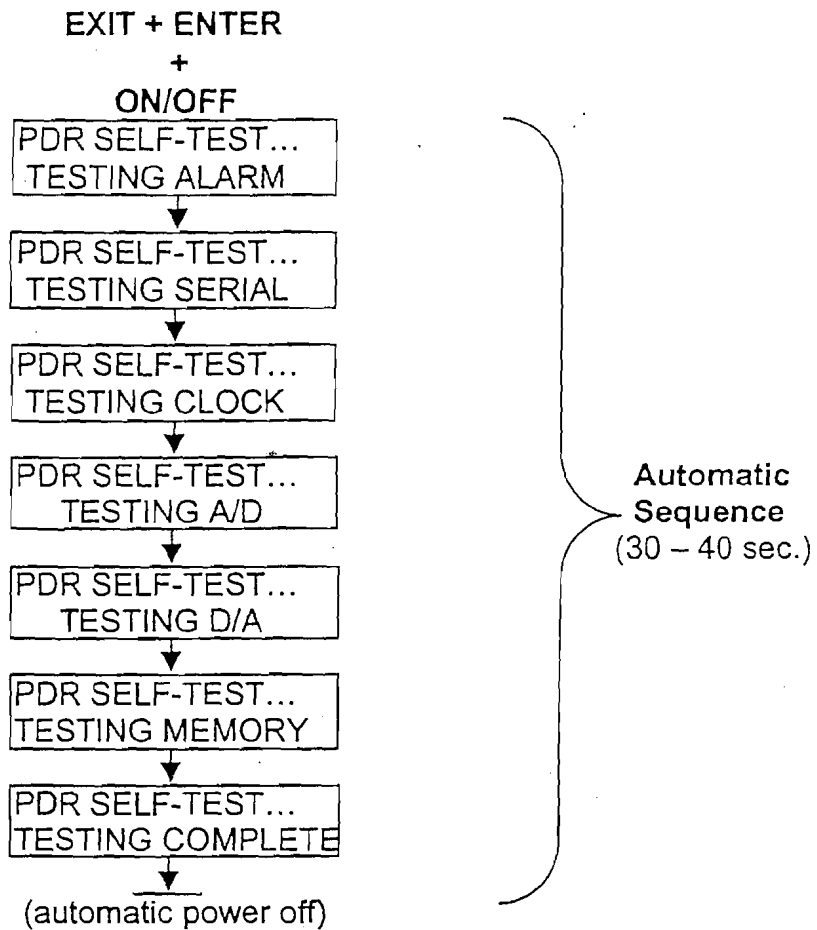 EXIT + ENTER
+
ON/OFF
PDR SELF-TEST...
TESTING ALARM
PDR SELF-TEST...
TESTING SERIAL
PDR SELF-TEST...
TESTING CLOCK
PDR SELF-TEST...
TESTING A/D
PDR SELF-TEST...
TESTING D/A
PDR SELF-TEST...
TESTING MEMORY
PDR SELF-TEST...
TESTING COMPLETE
(automatic power off)
Automatic
Sequence
(30 – 40 sec.)